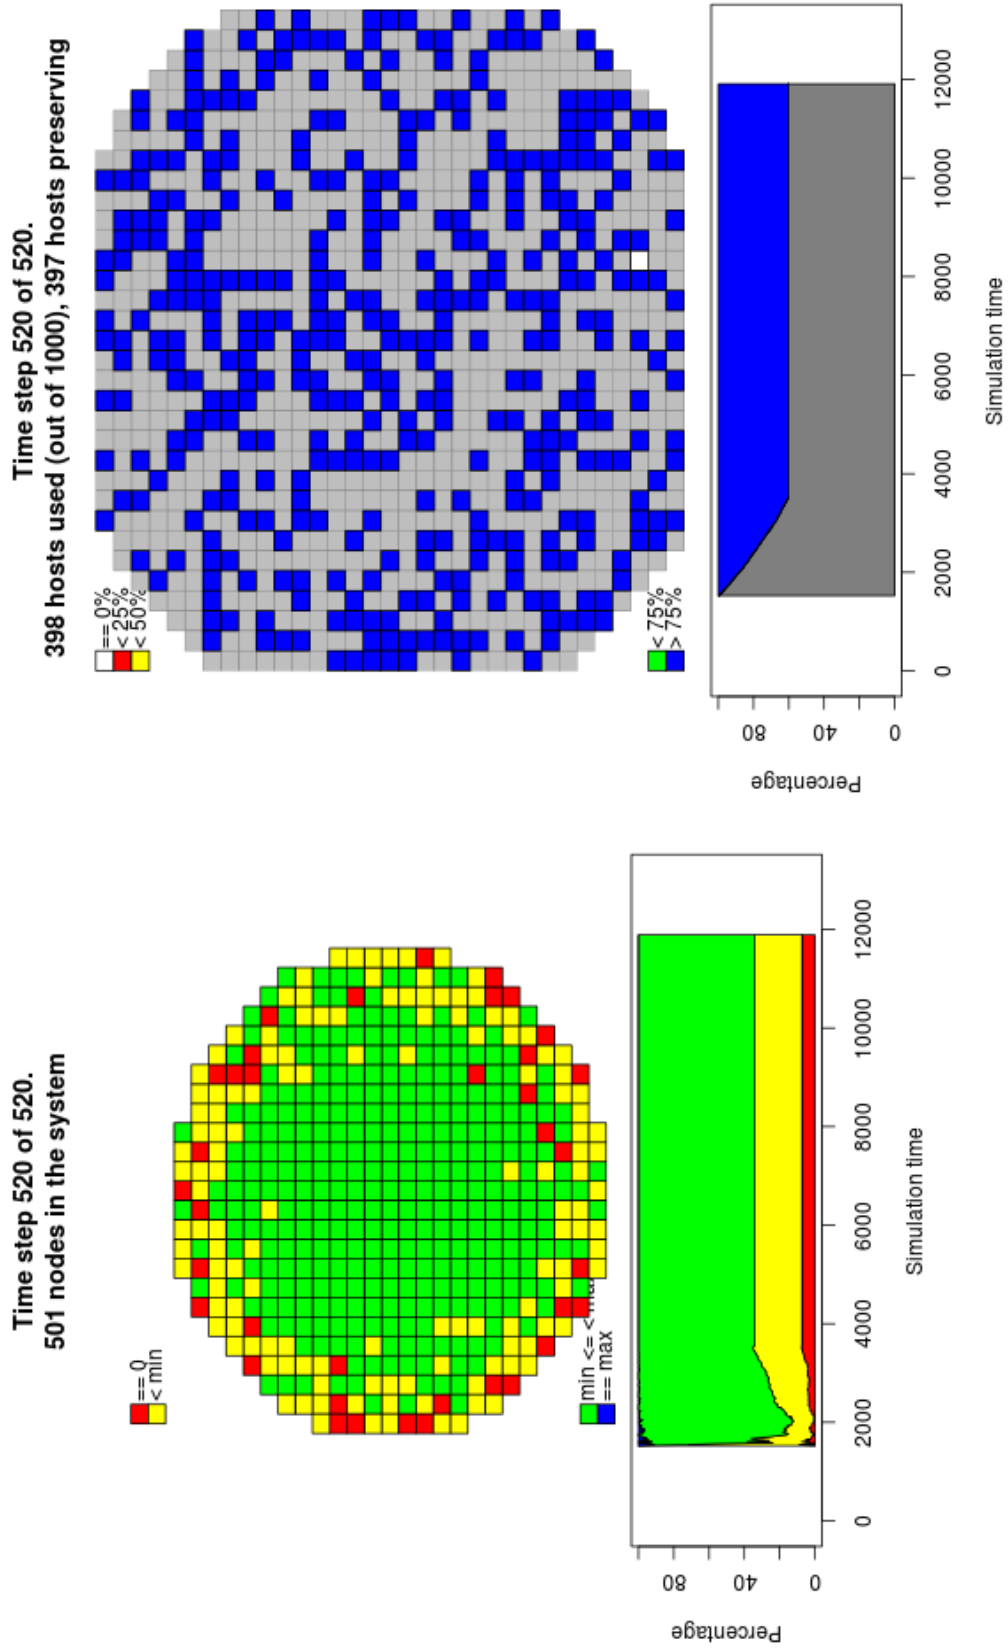 Time step 520 of 520.
501 nodes in the system
== 0
< min
min <= < max
== max
Percentage
0
40
80
0
2000
4000
6000
8000
10000
12000
Simulation time
Time step 520 of 520.
398 hosts used (out of 1000), 397 hosts preserving
== 0%
< 25%
< 50%
< 75%
> 75%
Percentage
0
40
80
0
2000
4000
6000
8000
10000
12000
Simulation time